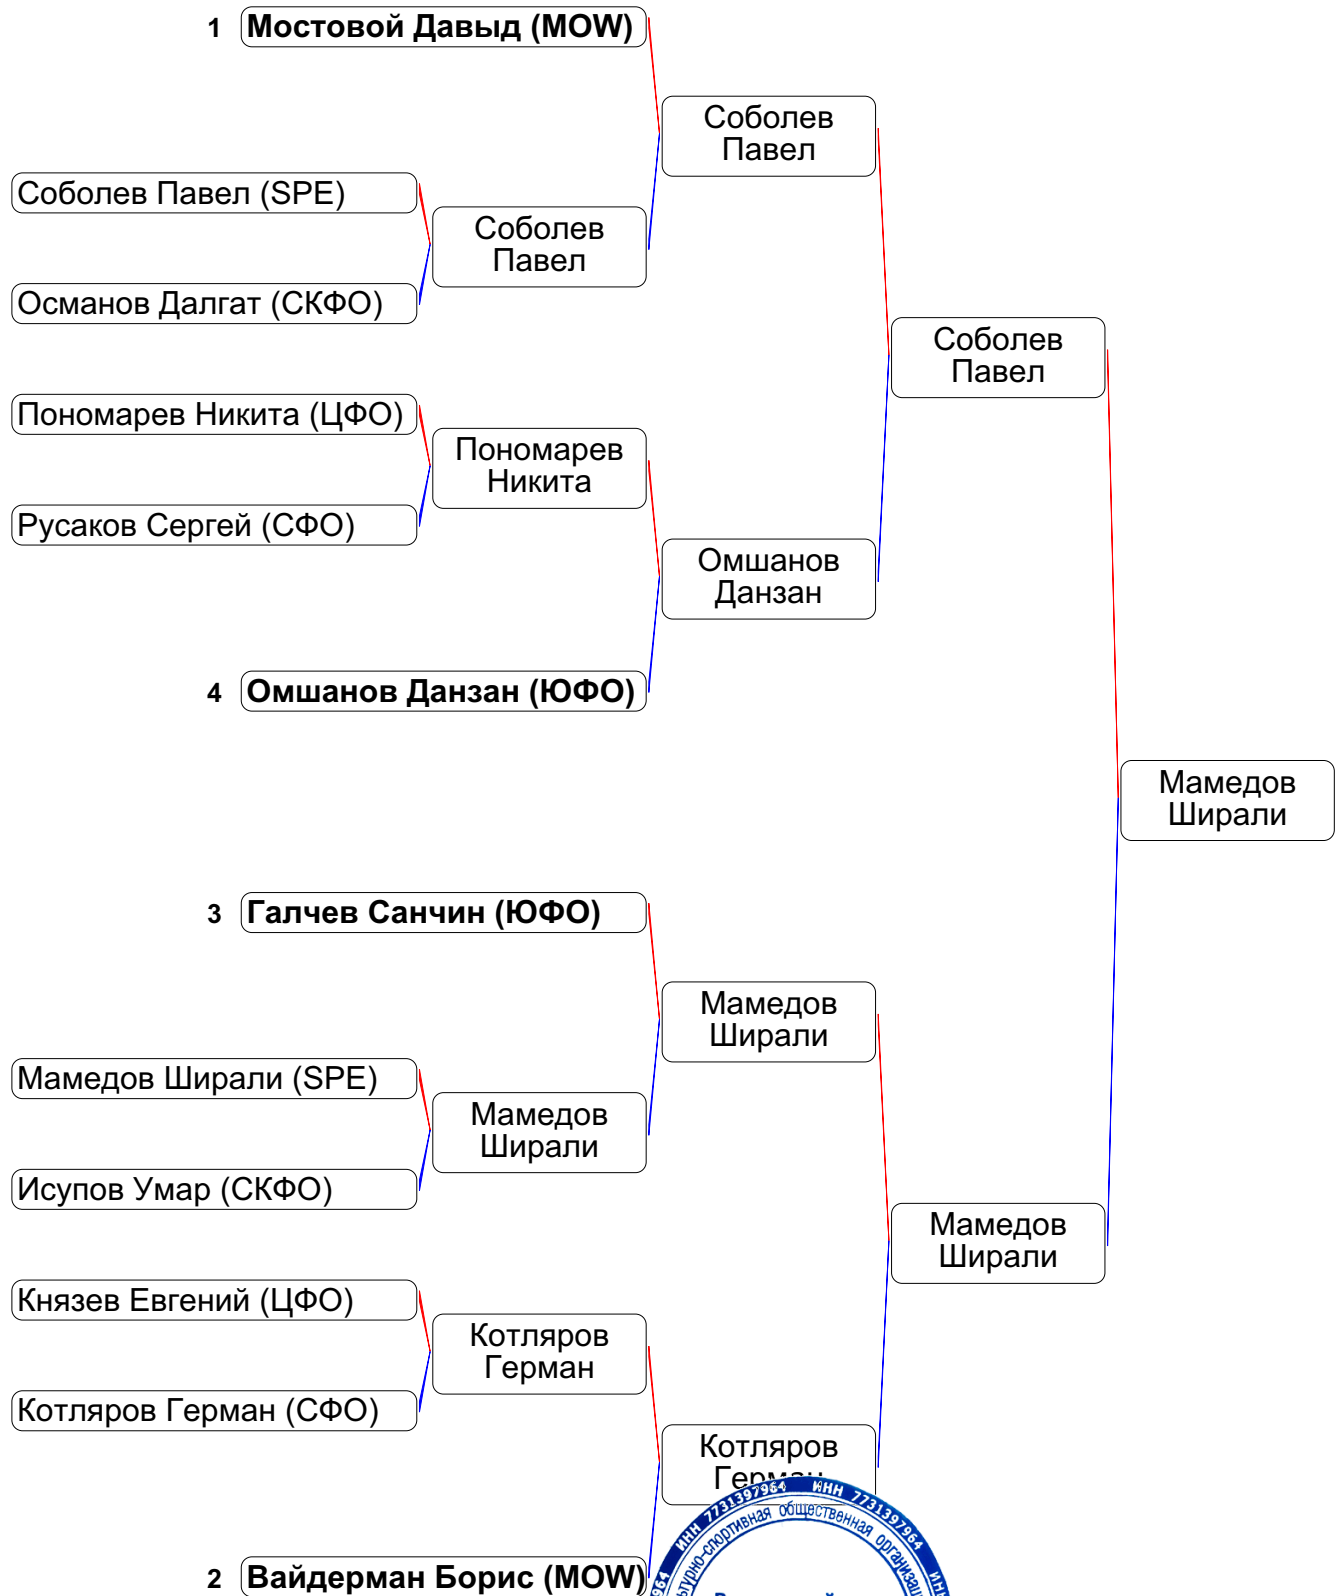 1 Мостовой Давыд (MOW)
Соболев
Павел
Соболев Павел (SPE)
Соболев
Павел
Османов Далгат (СКФО)
Соболев
Павел
Пономарев Никита (ЦФО)
Пономарев
Никита
Русаков Сергей (СФО)
Омшанов
Данзан
4 Омшанов Данзан (ЮФО)
Мамедов
Ширали
3 Галчев Санчин (ЮФО)
Мамедов
Ширали
Мамедов Ширали (SPE)
Мамедов
Ширали
Исупов Умар (СКФО)
Мамедов
Ширали
Князев Евгений (ЦФО)
Котляров
Герман
Котляров Герман (СФО)
Котляров
Герман
ИНН 7731397964 ИНН 7731397964
спортивная общественная
2 Вайдерман Борис (MOW)